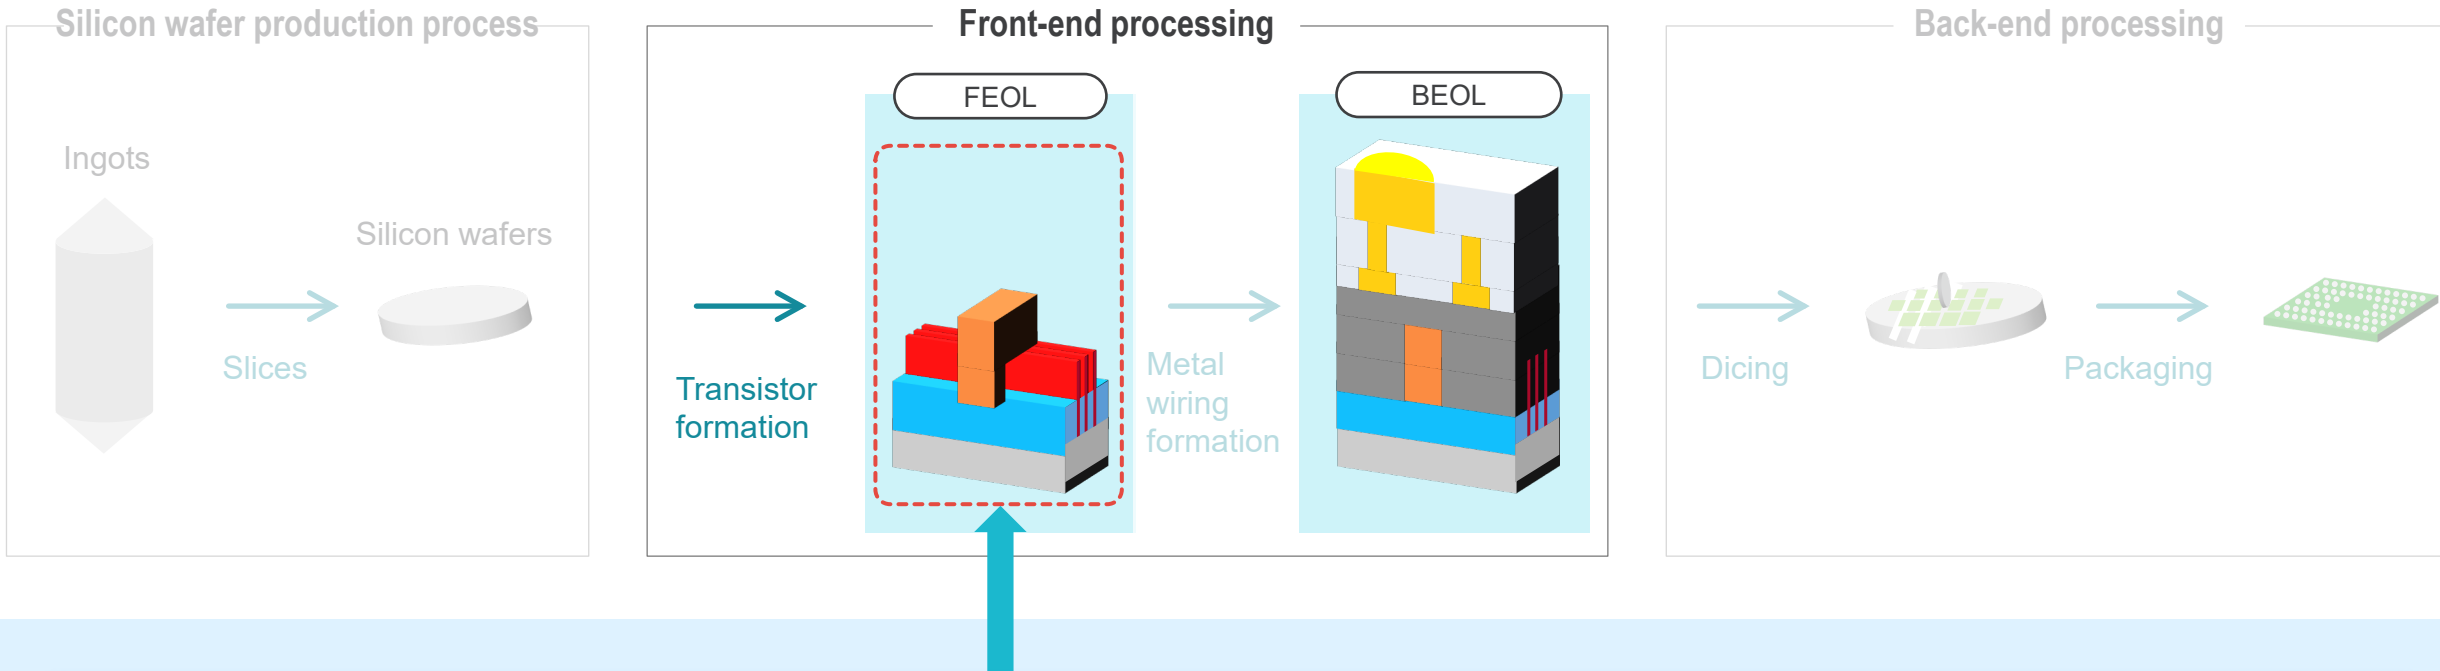 Silicon wafer production process
Front-end processing
Back-end processing
FEOL
BEOL
Ingots
Silicon wafers
Slices
Transistor
formation
Metal
wiring
formation
Dicing
Packaging